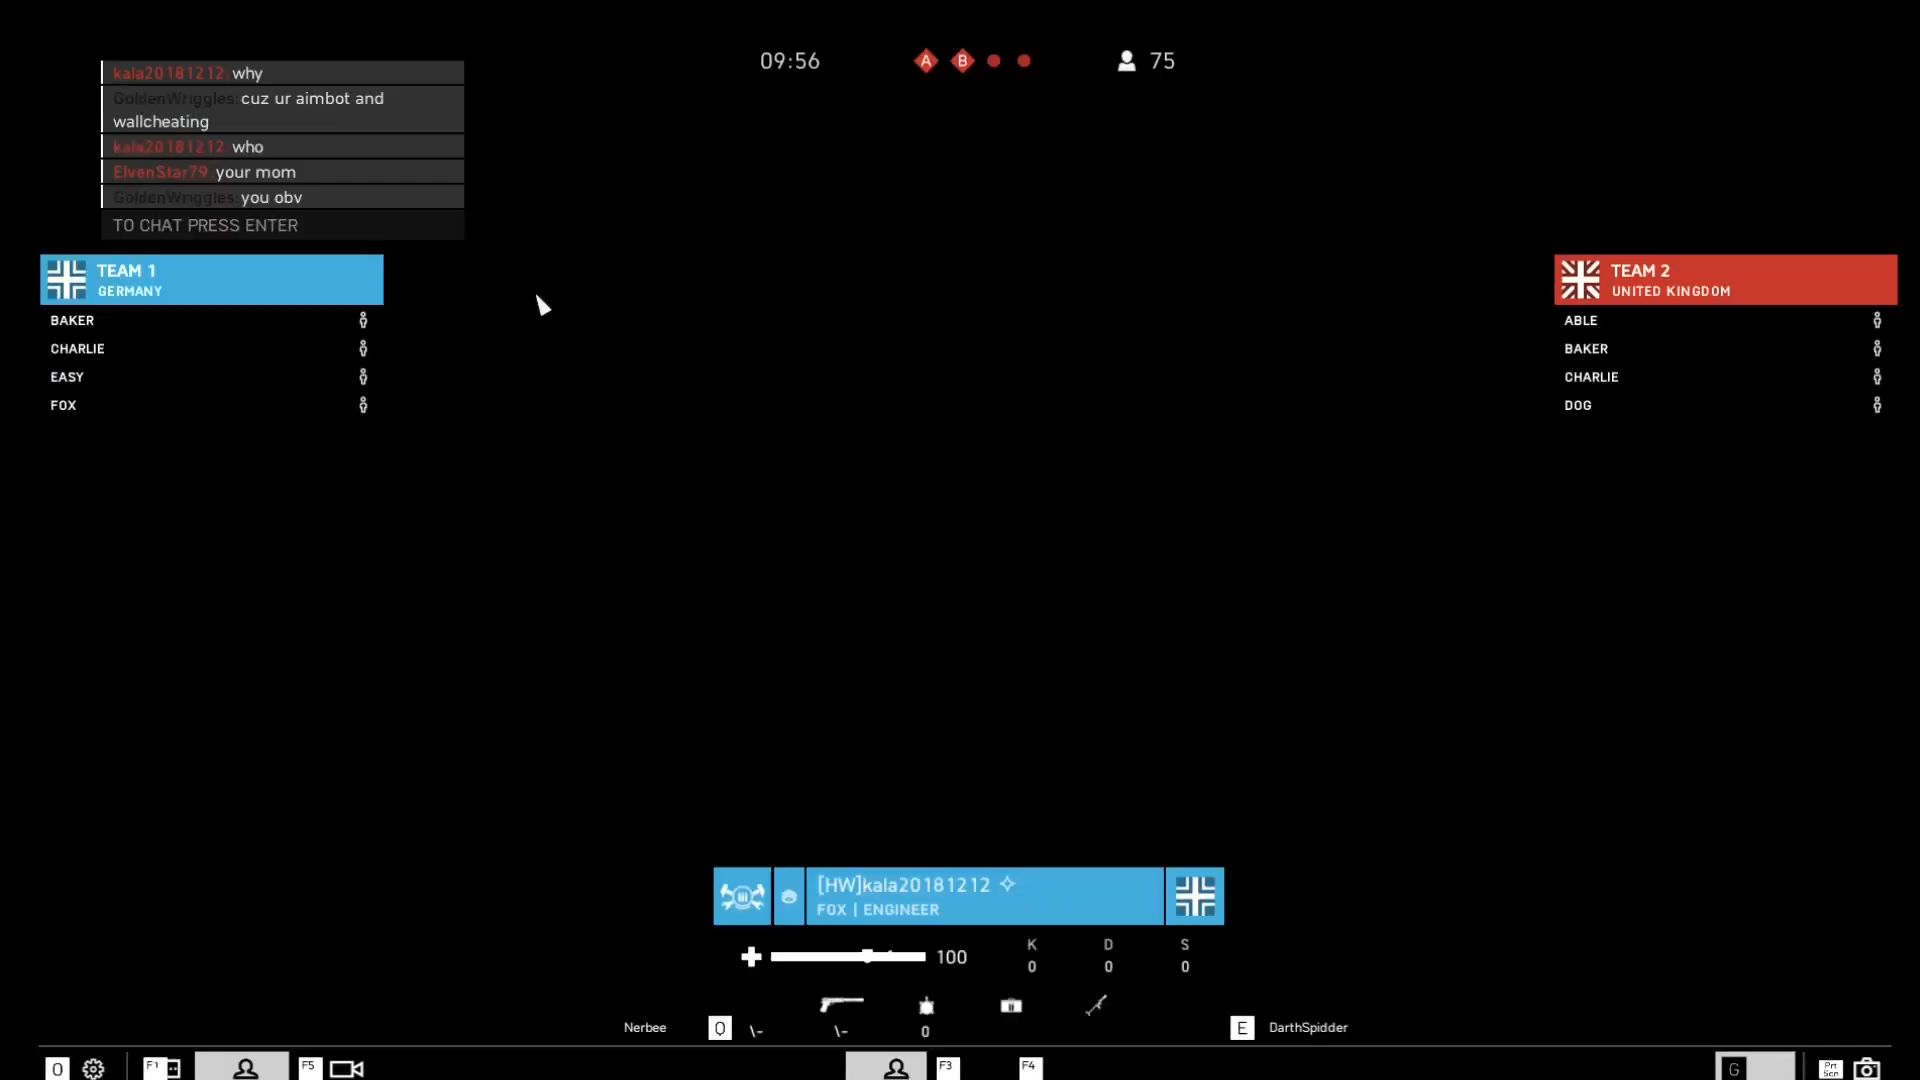 09:56
A B
75
kala20181212: why
GoldenWriggles: cuz ur aimbot and
wallcheating
kala20181212: who
ElvenStar79: your mom
GoldenWriggles: you obv
TO CHAT PRESS ENTER
TEAM 1
GERMANY
BAKER
CHARLIE
EASY
FOX
TEAM 2
UNITED KINGDOM
ABLE
BAKER
CHARLIE
DOG
[HW]kala20181212
FOX | ENGINEER
100
K D S
0 0 0
Nerbee Q \- \- 0 E DarthSpidder
O F1 F5 F3 F4 G Prt Scn